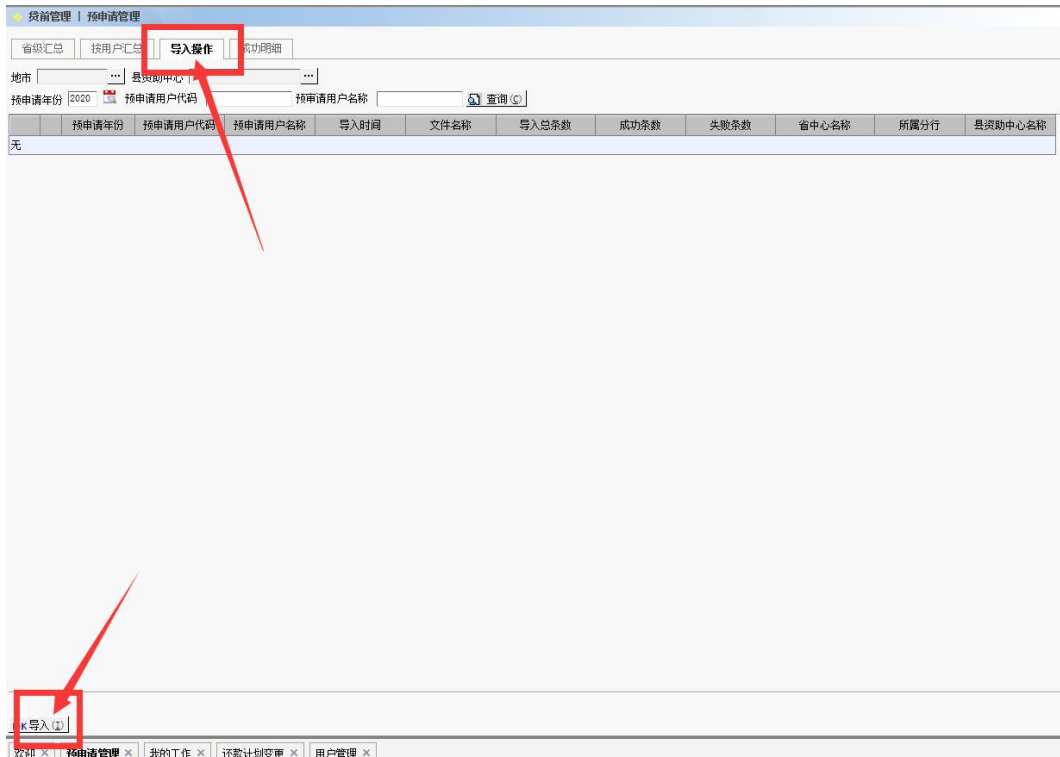 贷前管理 | 预申请管理
省级汇总 按用户汇总 导入操作 成功明细
地市 ... 县资助中心 ...
预申请年份 2020 预申请用户代码 预审请用户名称 查询(C)
预申请年份 预申请用户代码 预申请用户名称 导入时间 文件名称 导入总条数 成功条数 失败条数 省中心名称 所属分行 县资助中心名称
无
导入(I)
欢迎 × 预申请管理 × 我的工作 × 还款计划变更 × 用户管理 ×